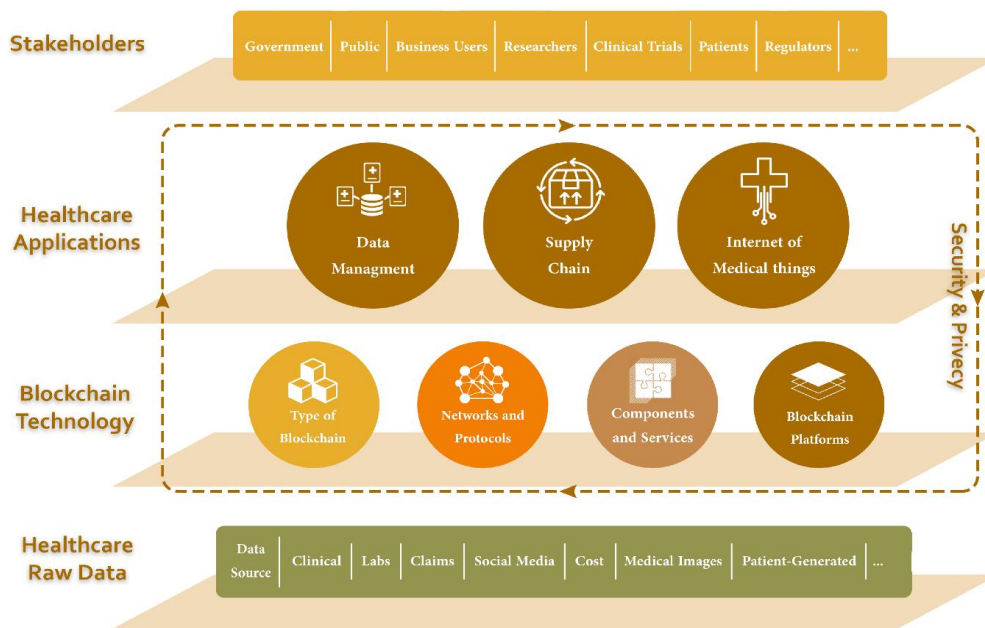 Stakeholders
Government
Public
Business Users
Researchers
Clinical Trials
Patients
Regulators
...
Healthcare
Applications
Data
Managment
Supply
Chain
Internet of
Medical things
Security & Privecy
Blockchain
Technology
Type of
Blockchain
Networks and
Protocols
Components
and Services
Blockchain
Platforms
Healthcare
Raw Data
Data
Source
Clinical
Labs
Claims
Social Media
Cost
Medical Images
Patient-Generated
...